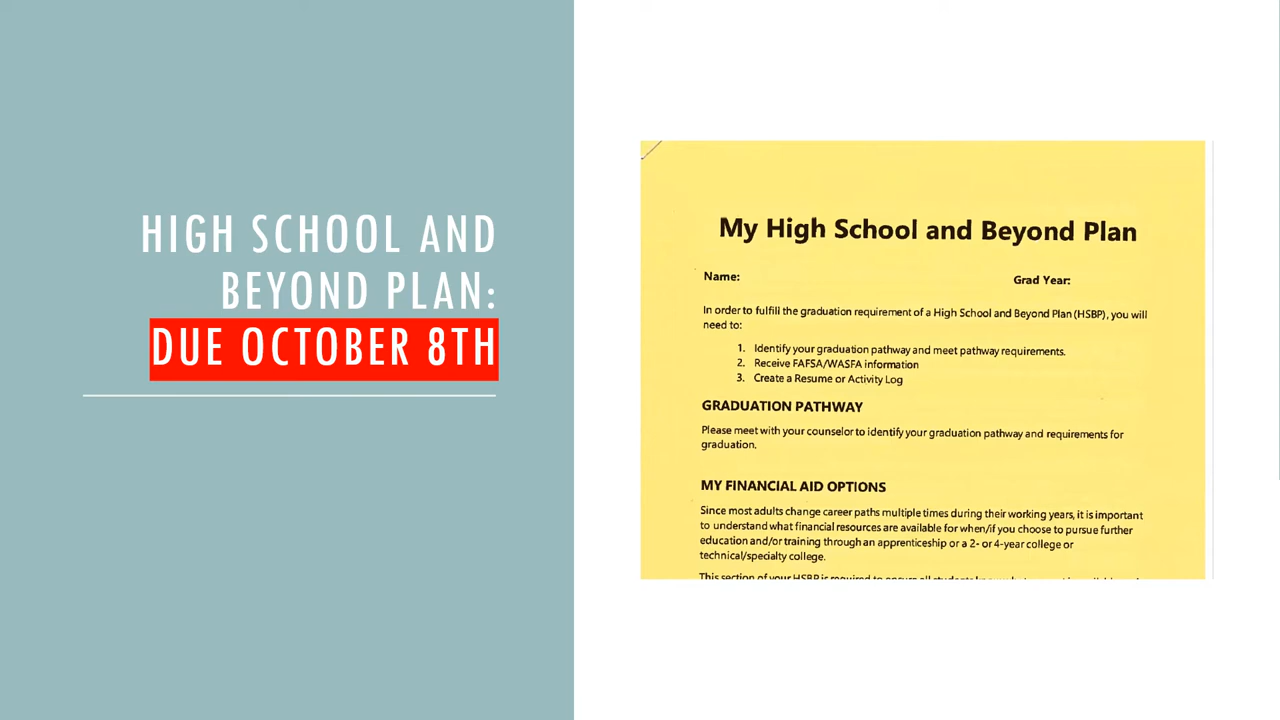 HIGH SCHOOL AND
BEYOND PLAN:
DUE OCTOBER 8TH
My High School and Beyond Plan
Name: Grad Year:
In order to fulfill the graduation requirement of a High School and Beyond Plan (HSBP), you will
need to:
1. Identify your graduation pathway and meet pathway requirements.
2. Receive FAFSA/WASFA information
3. Create a Resume or Activity Log
GRADUATION PATHWAY
Please meet with your counselor to identify your graduation pathway and requirements for
graduation.
MY FINANCIAL AID OPTIONS
Since most adults change career paths multiple times during their working years, it is important
to understand what financial resources are available for when/if you choose to pursue further
education and/or training through an apprenticeship or a 2- or 4-year college or
technical/specialty college.
This section of your HSBP is required to ensure all students know